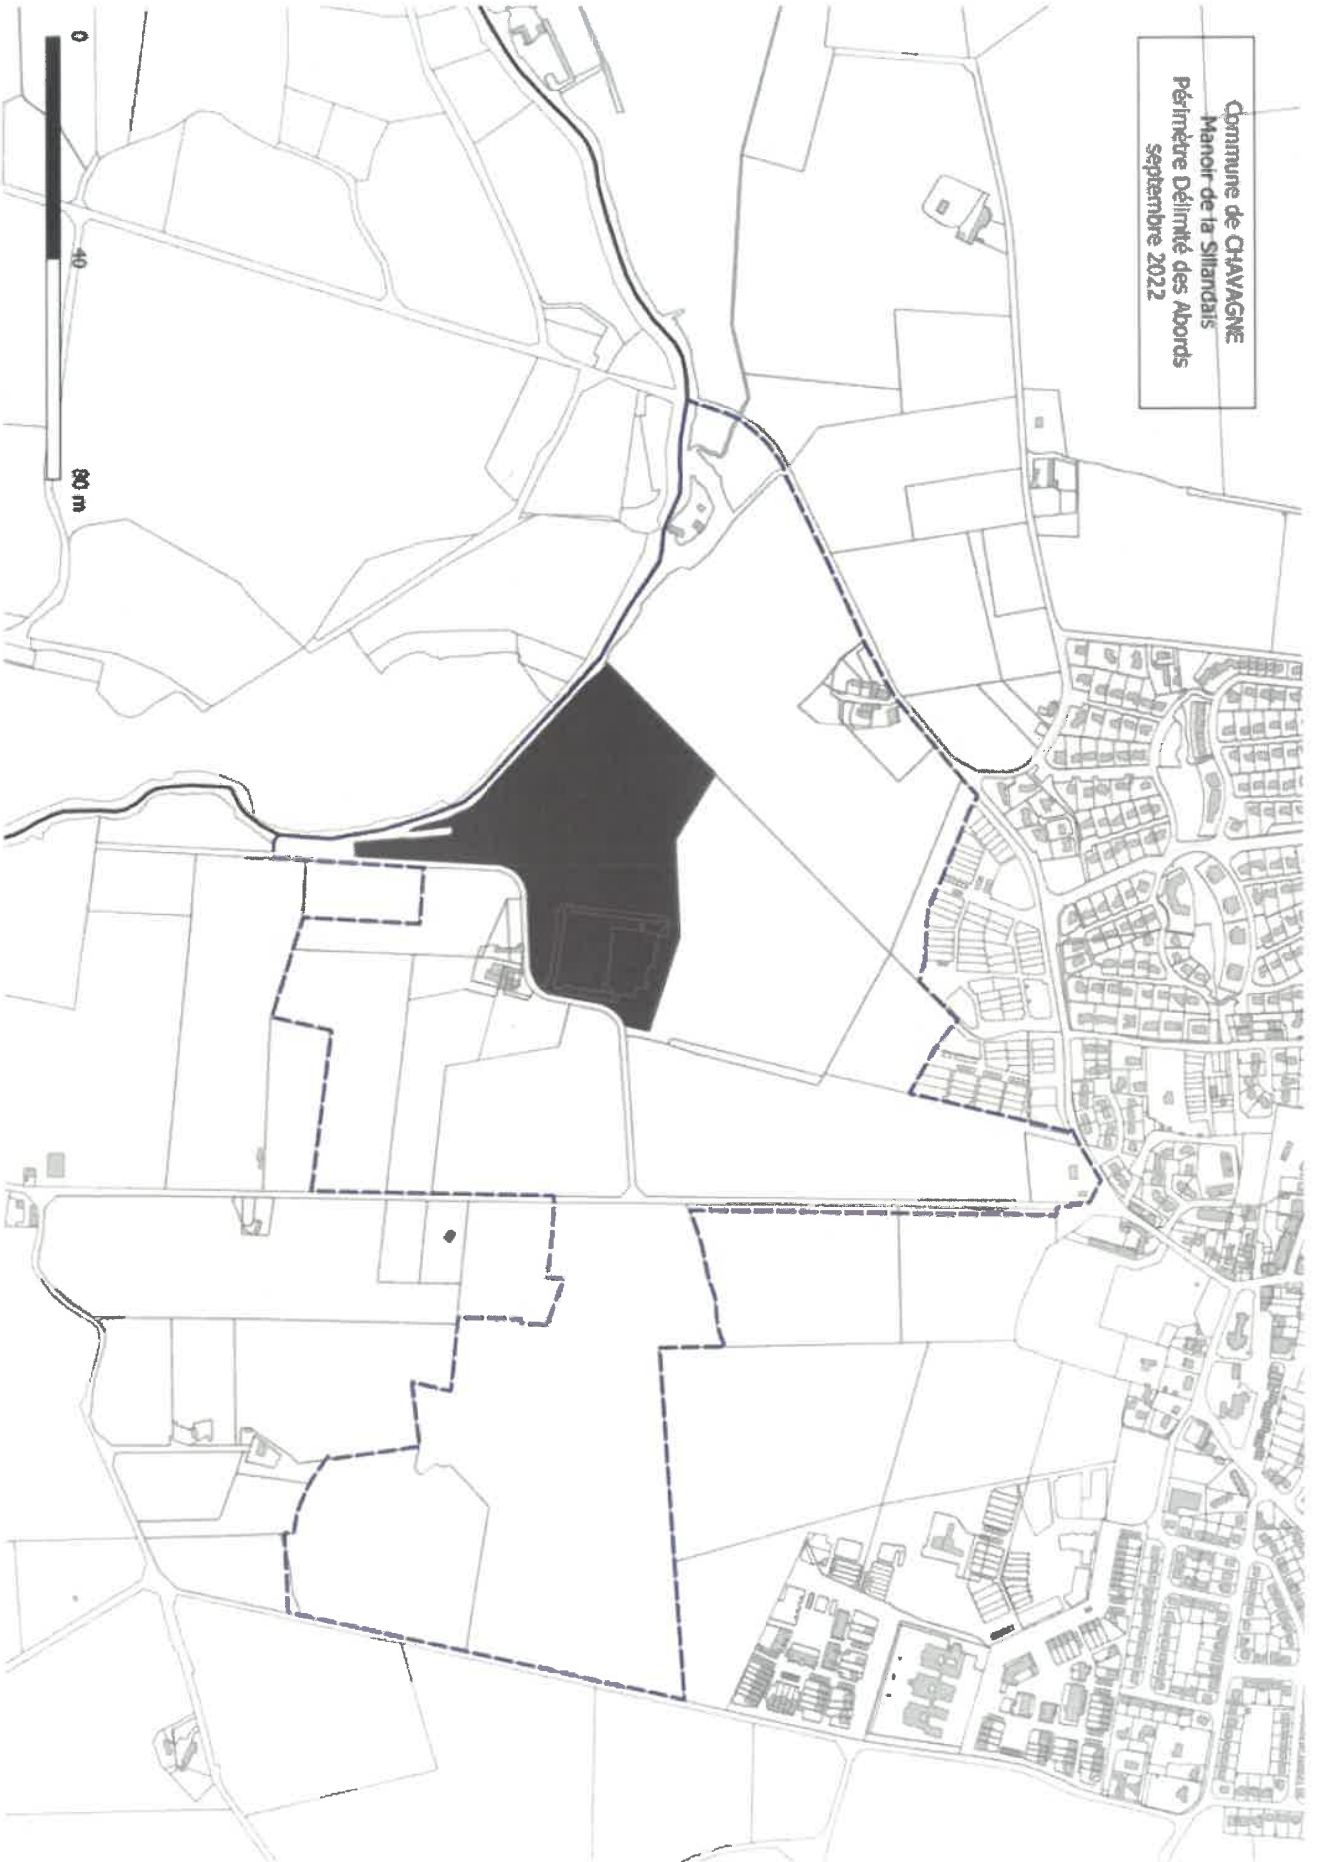 Commune de CHAVAGNE
Manoir de la Sillandais
Périmètre Délimité des Abords
septembre 2022
0
40
80 m